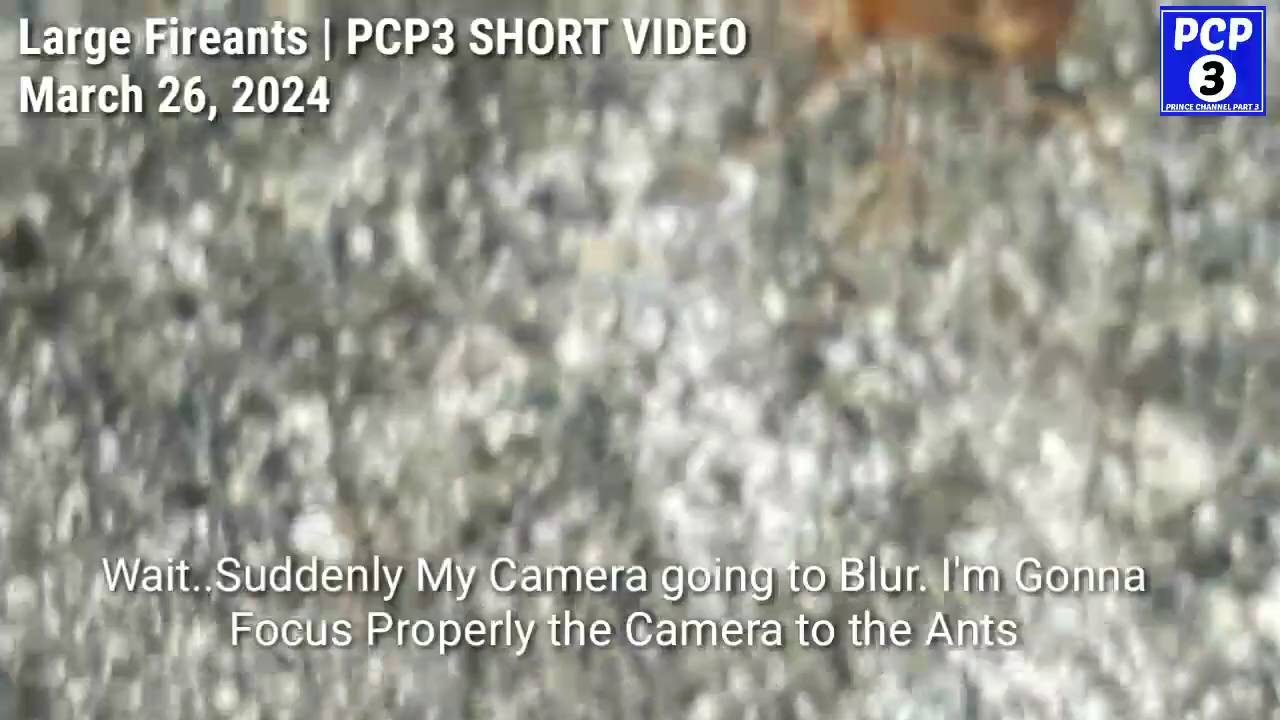 Large Fireants | PCP3 SHORT VIDEO
March 26, 2024
PCP
3
PRINCE CHANNEL PART 3
Wait..Suddenly My Camera going to Blur. I'm Gonna
Focus Properly the Camera to the Ants